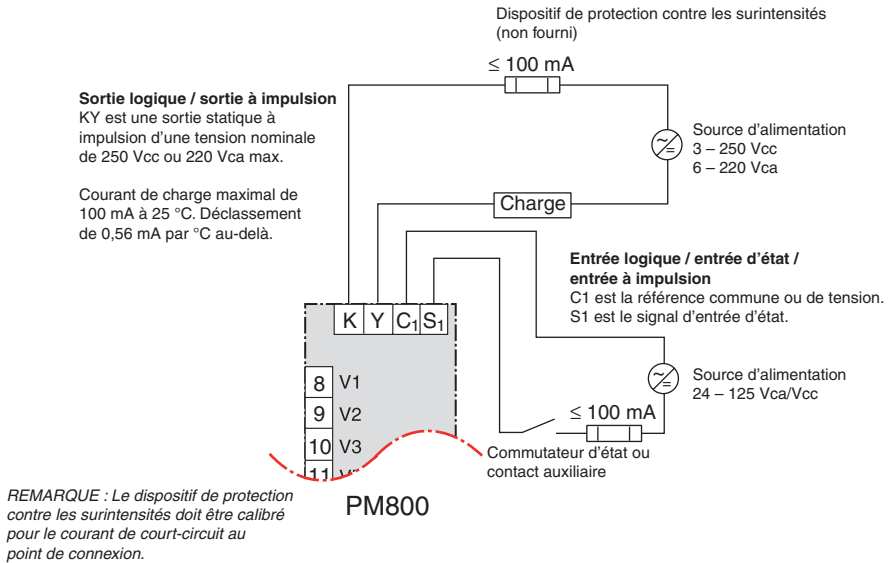 Dispositif de protection contre les surintensités
(non fourni)
≤ 100 mA
Sortie logique / sortie à impulsion
KY est une sortie statique à
impulsion d'une tension nominale
de 250 Vcc ou 220 Vca max.
Courant de charge maximal de
100 mA à 25 °C. Déclassement
de 0,56 mA par °C au-delà.
Source d'alimentation
3 – 250 Vcc
6 – 220 Vca
Charge
Entrée logique / entrée d'état /
entrée à impulsion
C1 est la référence commune ou de tension.
S1 est le signal d'entrée d'état.
K Y C1 S1
8 V1
9 V2
10 V3
11
Source d'alimentation
24 – 125 Vca/Vcc
≤ 100 mA
Commutateur d'état ou
contact auxiliaire
PM800
REMARQUE : Le dispositif de protection
contre les surintensités doit être calibré
pour le courant de court-circuit au
point de connexion.